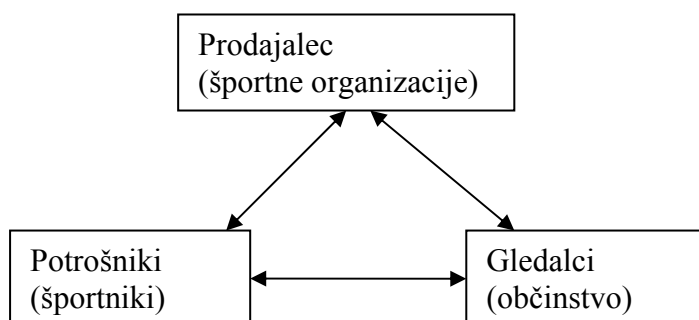 Prodajalec
(športne organizacije)
Potrošniki
(športniki)
Gledalci
(občinstvo)